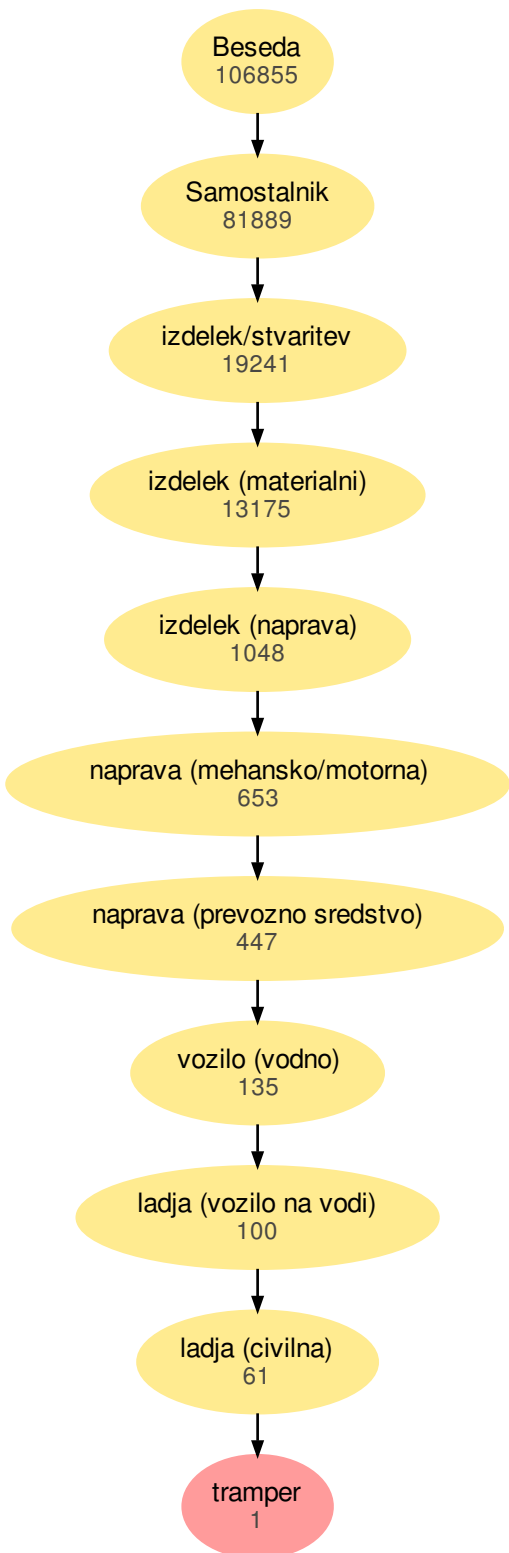 Beseda
106855
Samostalnik
81889
izdelek/stvaritev
19241
izdelek (materialni)
13175
izdelek (naprava)
1048
naprava (mehansko/motorna)
653
naprava (prevozno sredstvo)
447
vozilo (vodno)
135
ladja (vozilo na vodi)
100
ladja (civilna)
61
tramper
1